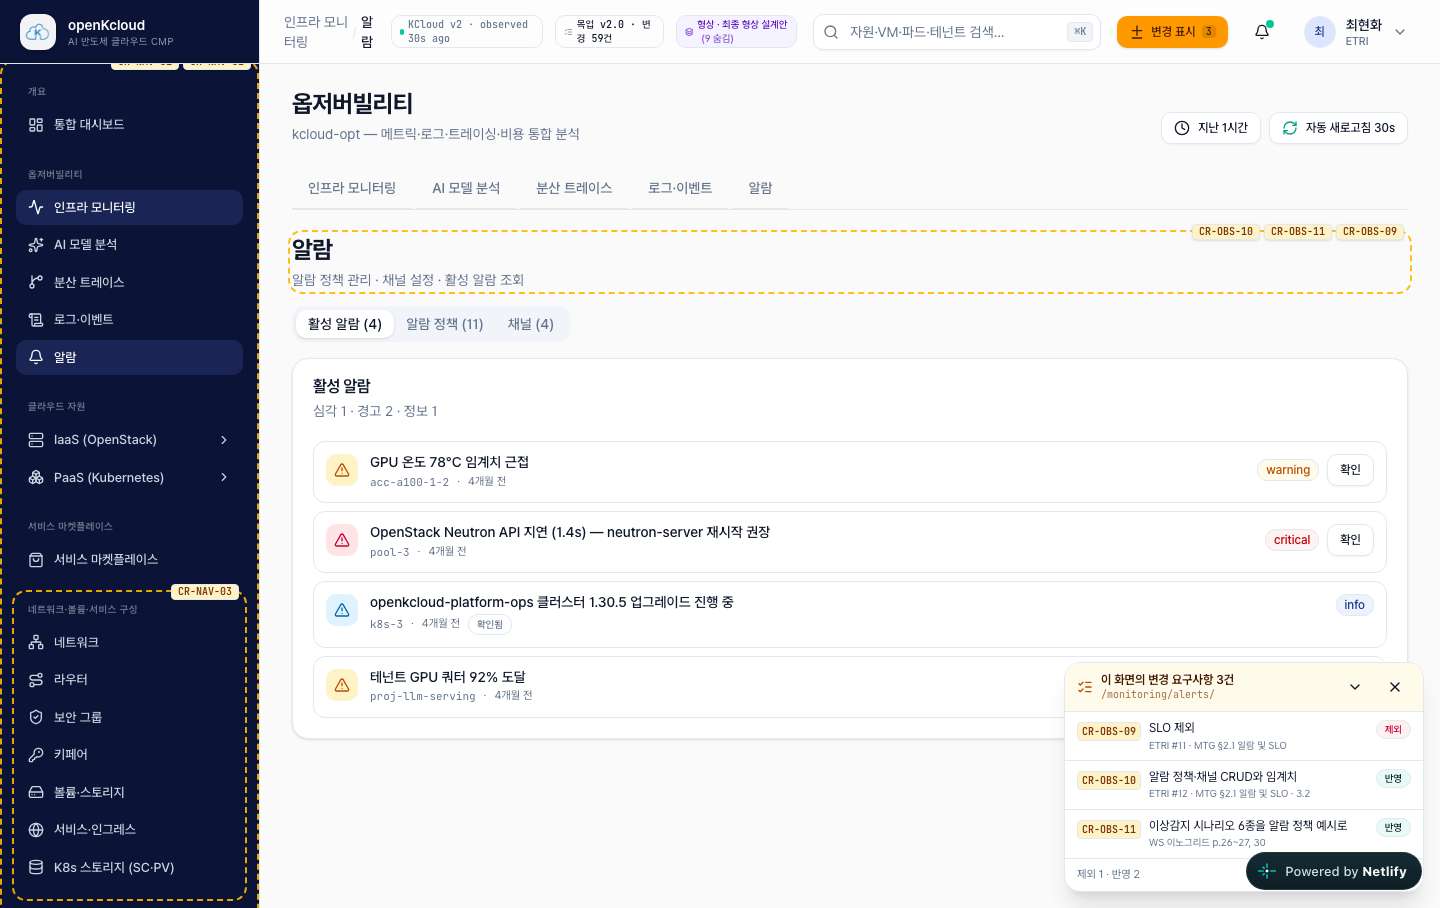 openKcloud
AI 반도체 클라우드 CMP
개요
통합 대시보드
옵저버빌리티
인프라 모니터링
AI 모델 분석
분산 트레이스
로그·이벤트
알람
클라우드 자원
IaaS (OpenStack)
PaaS (Kubernetes)
서비스 마켓플레이스
서비스 마켓플레이스
CR-NAV-03
네트워크·볼륨·서비스 구성
네트워크
라우터
보안 그룹
키페어
볼륨·스토리지
서비스·인그레스
K8s 스토리지 (SC·PV)
인프라 모니터링 / 알람
KCloud v2 · observed 30s ago
목업 v2.0 · 변경 59건
형상 · 최종 형상 설계안 (9 숨김)
자원·VM·파드·테넌트 검색...
⌘K
변경 표시 3
최
최현화
ETRI
옵저버빌리티
kcloud-opt — 메트릭·로그·트레이싱·비용 통합 분석
지난 1시간
자동 새로고침 30s
인프라 모니터링
AI 모델 분석
분산 트레이스
로그·이벤트
알람
CR-OBS-10 CR-OBS-11 CR-OBS-09
알람
알람 정책 관리 · 채널 설정 · 활성 알람 조회
활성 알람 (4)
알람 정책 (11)
채널 (4)
활성 알람
심각 1 · 경고 2 · 정보 1
GPU 온도 78°C 임계치 근접
acc-a100-1-2 · 4개월 전
warning
확인
OpenStack Neutron API 지연 (1.4s) — neutron-server 재시작 권장
pool-3 · 4개월 전
critical
확인
openkcloud-platform-ops 클러스터 1.30.5 업그레이드 진행 중
k8s-3 · 4개월 전 확인됨
info
테넌트 GPU 쿼터 92% 도달
proj-llm-serving · 4개월 전
이 화면의 변경 요구사항 3건
/monitoring/alerts/
CR-OBS-09 SLO 제외
ETRI #11 · MTG §2.1 알람 및 SLO
제외
CR-OBS-10 알람 정책·채널 CRUD와 임계치
ETRI #12 · MTG §2.1 알람 및 SLO · 3.2
반영
CR-OBS-11 이상감지 시나리오 6종을 알람 정책 예시로
WS 이노그리드 p.26~27, 30
반영
제외 1 · 반영 2
Powered by Netlify